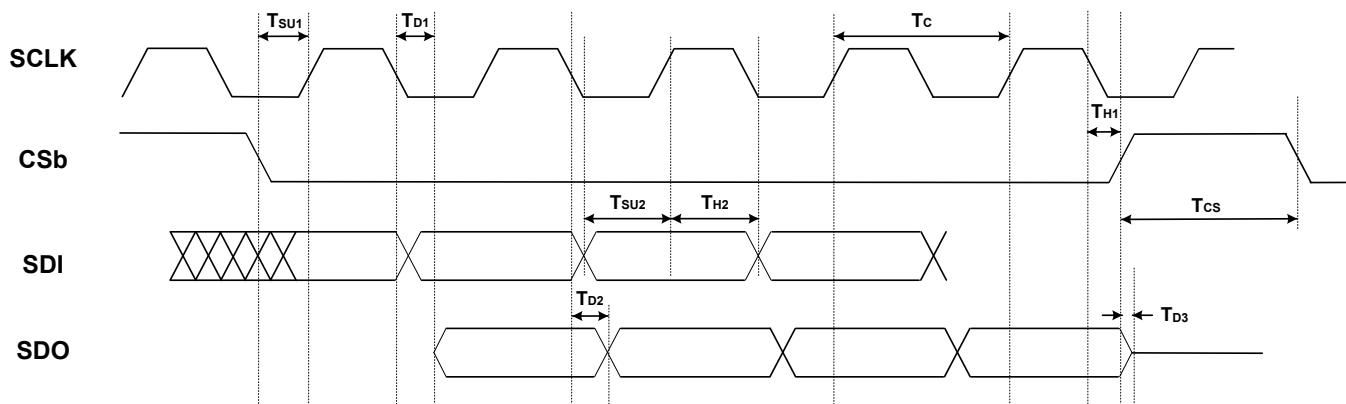 TSU1
TD1
TC
SCLK
TH1
CSb
TSU2
TH2
TCS
SDI
TD2
TD3
SDO